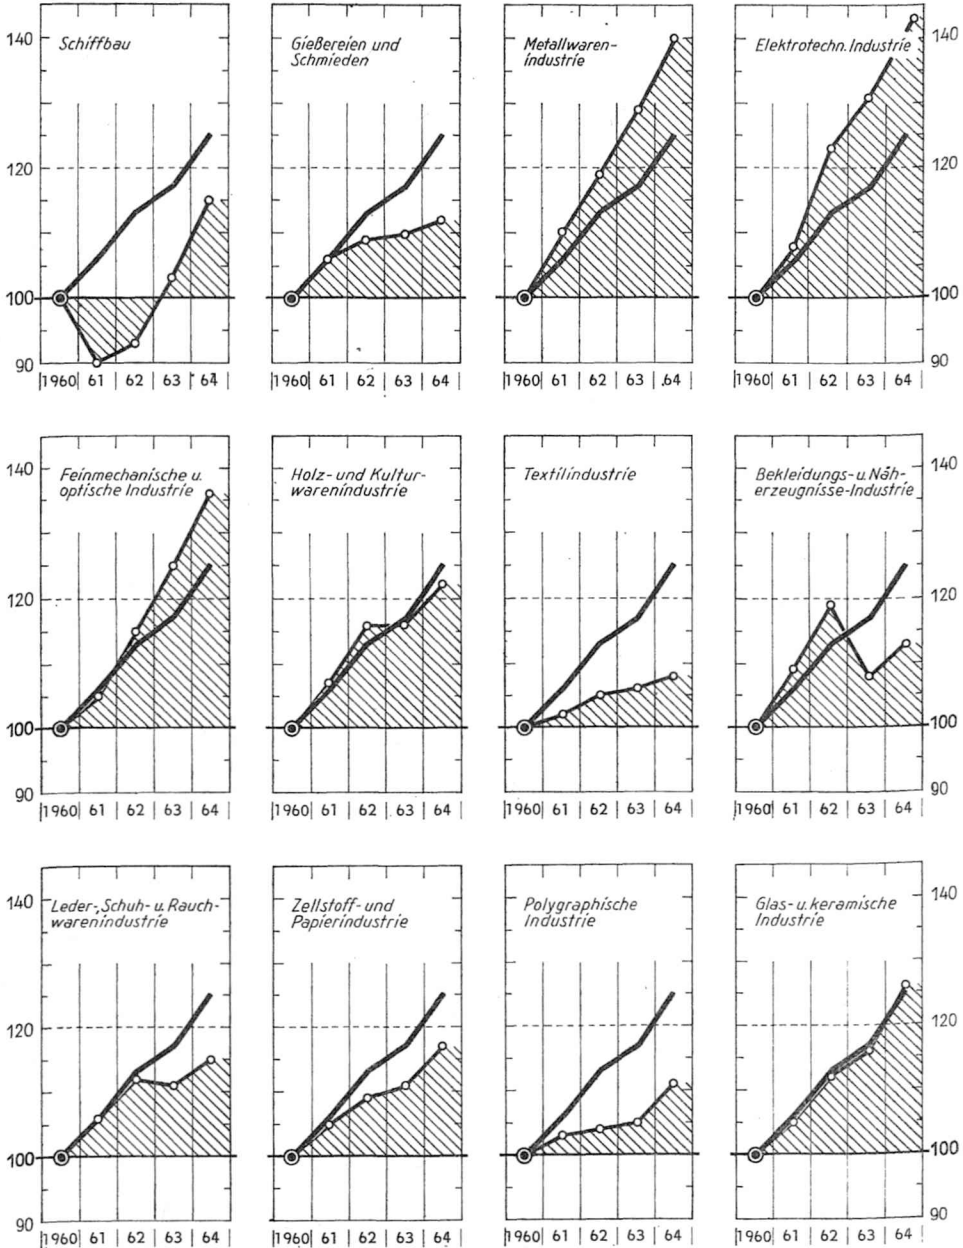 140
120
100
90
Schiffbau
|1960| 61 | 62 | 63 | 64 |
Gießereien und
Schmieden
|1960| 61 | 62 | 63 | 64 |
Metallwaren-
industrie
|1960| 61 | 62 | 63 | 64 |
Elektrotechn. Industrie
|1960| 61 | 62 | 63 | 64 |
140
120
100
90
140
120
100
90
Feinmechanische u.
optische Industrie
|1960| 61 | 62 | 63 | 64 |
Holz- und Kultur-
warenindustrie
|1960| 61 | 62 | 63 | 64 |
Textilindustrie
|1960| 61 | 62 | 63 | 64 |
Bekleidungs- u. Näh-
erzeugnisse-Industrie
|1960| 61 | 62 | 63 | 64 |
140
120
100
90
140
120
100
90
Leder-, Schuh- u. Rauch-
warenindustrie
|1960| 61 | 62 | 63 | 64 |
Zellstoff- und
Papierindustrie
|1960| 61 | 62 | 63 | 64 |
Polygraphische
Industrie
|1960| 61 | 62 | 63 | 64 |
Glas- u. keramische
Industrie
|1960| 61 | 62 | 63 | 64 |
140
120
100
90